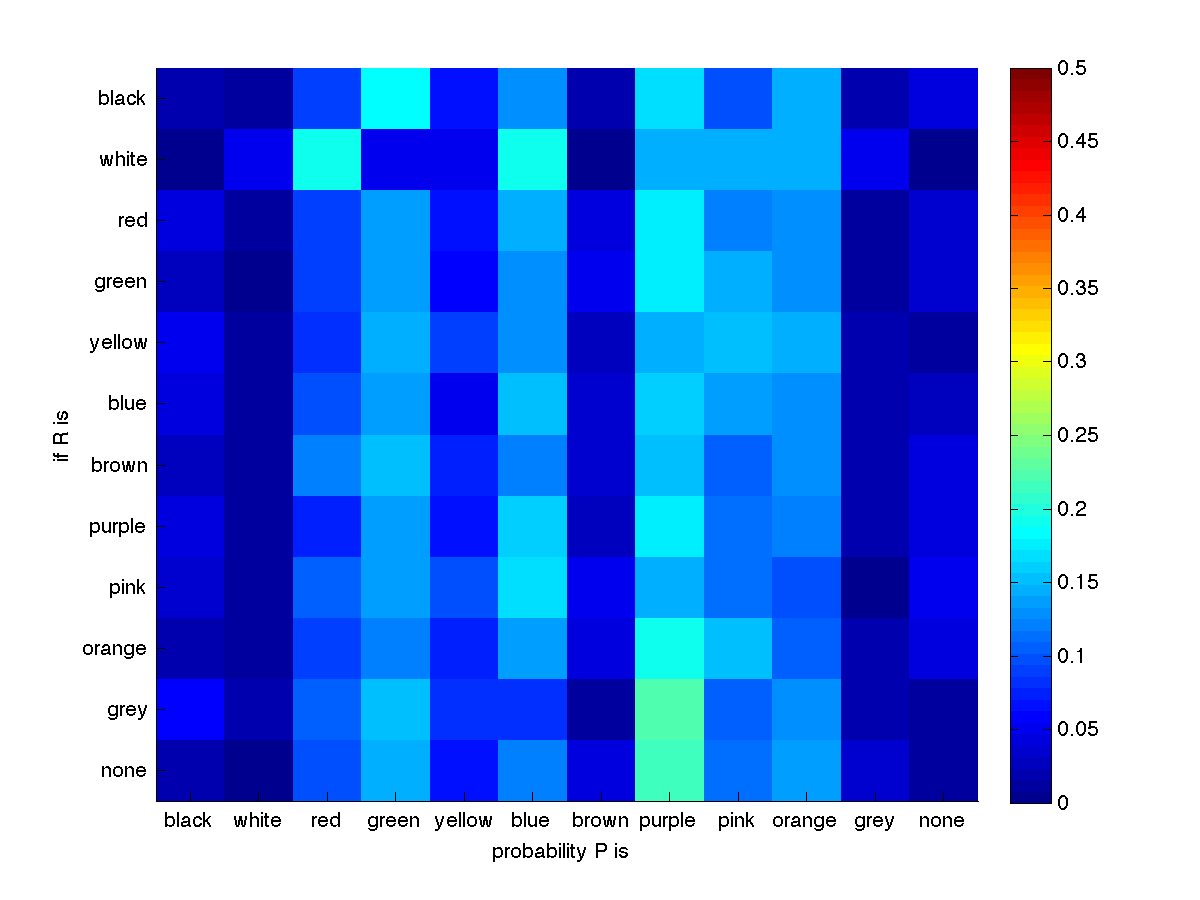 black
white
red
green
yellow
blue
brown
purple
pink
orange
grey
none
if R is
black white red green yellow blue brown purple pink orange grey none
probability P is
0.5
0.45
0.4
0.35
0.3
0.25
0.2
0.15
0.1
0.05
0